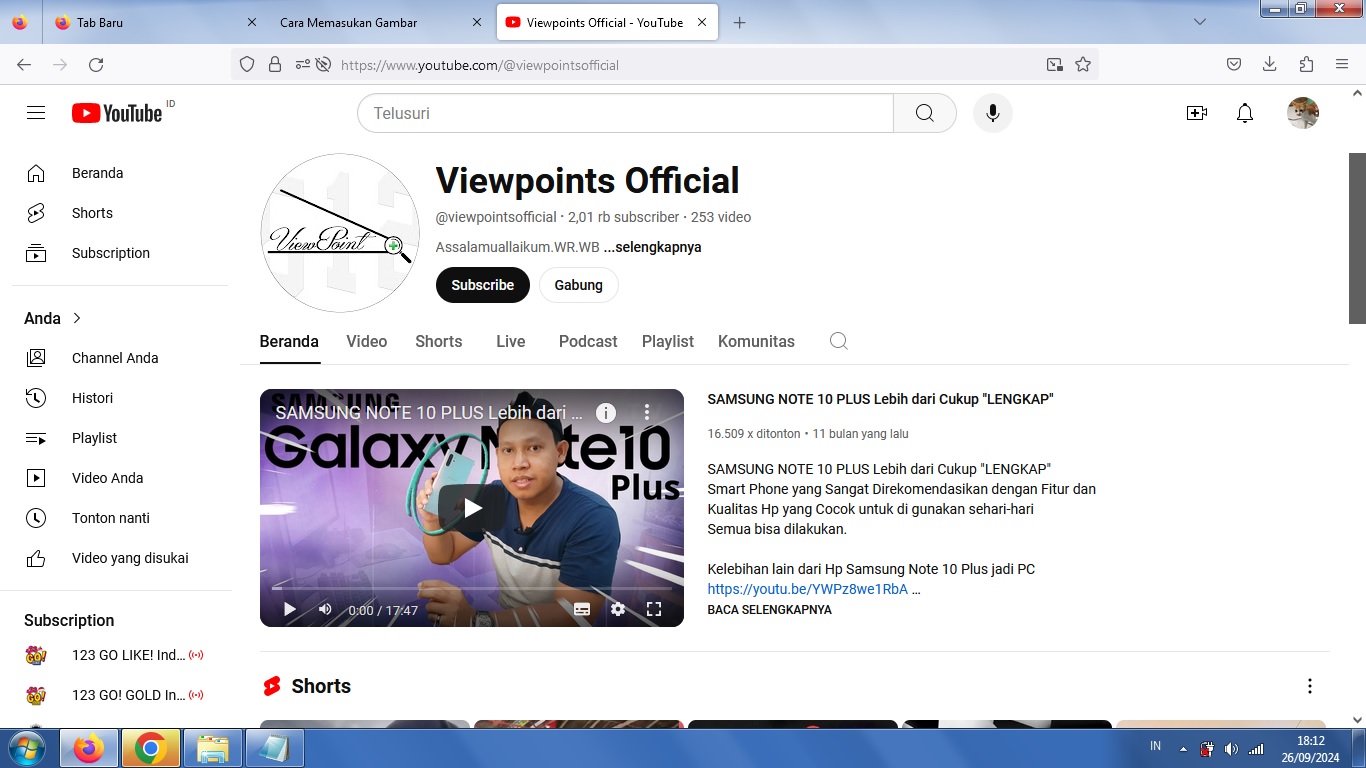 Tab Baru
Cara Memasukan Gambar
Viewpoints Official - YouTube
https://www.youtube.com/@viewpointsofficial
YouTube ID
Telusuri
Beranda
Shorts
Subscription
Anda
Channel Anda
Histori
Playlist
Video Anda
Tonton nanti
Video yang disukai
Subscription
123 GO LIKE! Ind...
123 GO! GOLD In...
ViewPoint
Viewpoints Official
@viewpointsofficial · 2,01 rb subscriber · 253 video
Assalamuallaikum.WR.WB ...selengkapnya
Subscribe
Gabung
Beranda
Video
Shorts
Live
Podcast
Playlist
Komunitas
SAMSUNG
SAMSUNG NOTE 10 PLUS Lebih dari ...
Galaxy Note10
Plus
0:00 / 17:47
SAMSUNG NOTE 10 PLUS Lebih dari Cukup "LENGKAP"
16.509 x ditonton • 11 bulan yang lalu
SAMSUNG NOTE 10 PLUS Lebih dari Cukup "LENGKAP"
Smart Phone yang Sangat Direkomendasikan dengan Fitur dan
Kualitas Hp yang Cocok untuk di gunakan sehari-hari
Semua bisa dilakukan.
Kelebihan lain dari Hp Samsung Note 10 Plus jadi PC
https://youtu.be/YWPz8we1RbA ...
BACA SELENGKAPNYA
Shorts
IN
18:12
26/09/2024